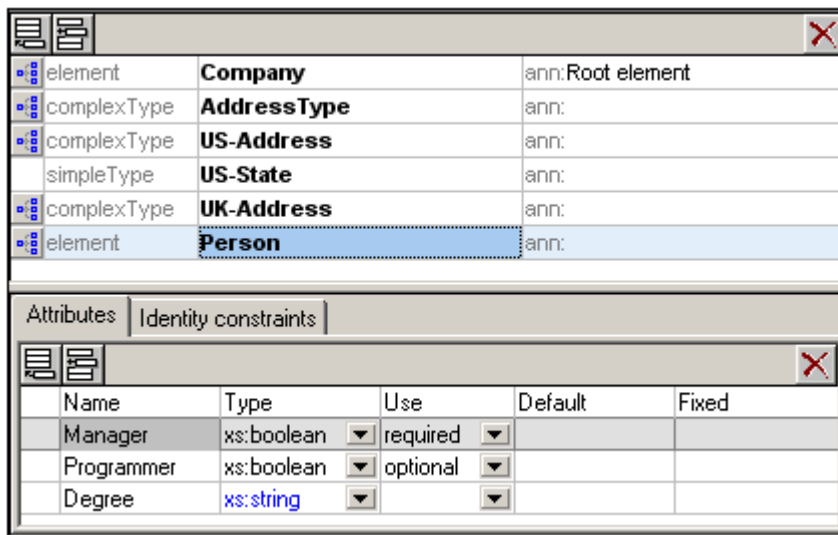 element Company ann:Root element
complexType AddressType ann:
complexType US-Address ann:
simpleType US-State ann:
complexType UK-Address ann:
element Person ann:
Attributes Identity constraints
Name Type Use Default Fixed
Manager xs:boolean required
Programmer xs:boolean optional
Degree xs:string